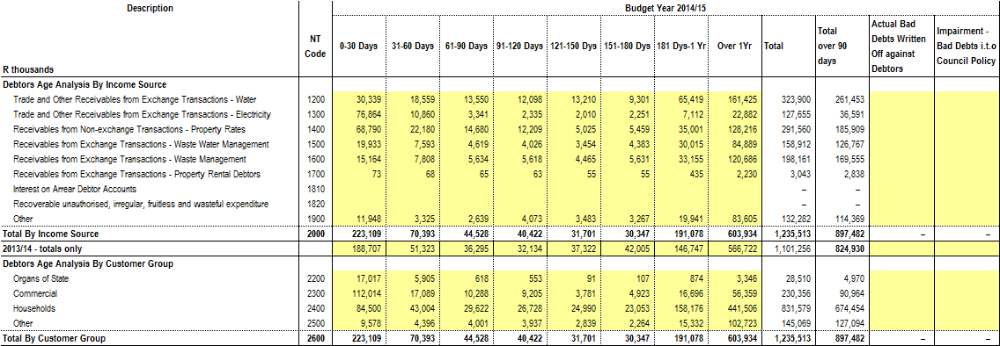 Description Budget Year 2014/15
R thousands NT Code 0-30 Days 31-60 Days 61-90 Days 91-120 Days 121-150 Dys 151-180 Dys 181 Dys-1 Yr Over 1Yr Total Total over 90 days Actual Bad Debts Written Off against Debtors Impairment - Bad Debts i.t.o Council Policy
Debtors Age Analysis By Income Source
Trade and Other Receivables from Exchange Transactions - Water 1200 30,339 18,559 13,550 12,098 13,210 9,301 65,419 161,425 323,900 261,453
Trade and Other Receivables from Exchange Transactions - Electricity 1300 76,864 10,860 3,341 2,335 2,010 2,251 7,112 22,882 127,655 36,591
Receivables from Non-exchange Transactions - Property Rates 1400 68,790 22,180 14,680 12,209 5,025 5,459 35,001 128,216 291,560 185,909
Receivables from Exchange Transactions - Waste Water Management 1500 19,933 7,593 4,619 4,026 3,454 4,383 30,015 84,889 158,912 126,767
Receivables from Exchange Transactions - Waste Management 1600 15,164 7,808 5,634 5,618 4,465 5,631 33,155 120,686 198,161 169,555
Receivables from Exchange Transactions - Property Rental Debtors 1700 73 68 65 63 55 55 435 2,230 3,043 2,838
Interest on Arrear Debtor Accounts 1810 – –
Recoverable unauthorised, irregular, fruitless and wasteful expenditure 1820 – –
Other 1900 11,948 3,325 2,639 4,073 3,483 3,267 19,941 83,605 132,282 114,369
Total By Income Source 2000 223,109 70,393 44,528 40,422 31,701 30,347 191,078 603,934 1,235,513 897,482 – –
2013/14 - totals only 188,707 51,323 36,295 32,134 37,322 42,005 146,747 566,722 1,101,256 824,930
Debtors Age Analysis By Customer Group
Organs of State 2200 17,017 5,905 618 553 91 107 874 3,346 28,510 4,970
Commercial 2300 112,014 17,089 10,288 9,205 3,781 4,923 16,696 56,359 230,356 90,964
Households 2400 84,500 43,004 29,622 26,728 24,990 23,053 158,176 441,506 831,579 674,454
Other 2500 9,578 4,396 4,001 3,937 2,839 2,264 15,332 102,723 145,069 127,094
Total By Customer Group 2600 223,109 70,393 44,528 40,422 31,701 30,347 191,078 603,934 1,235,513 897,482 – –